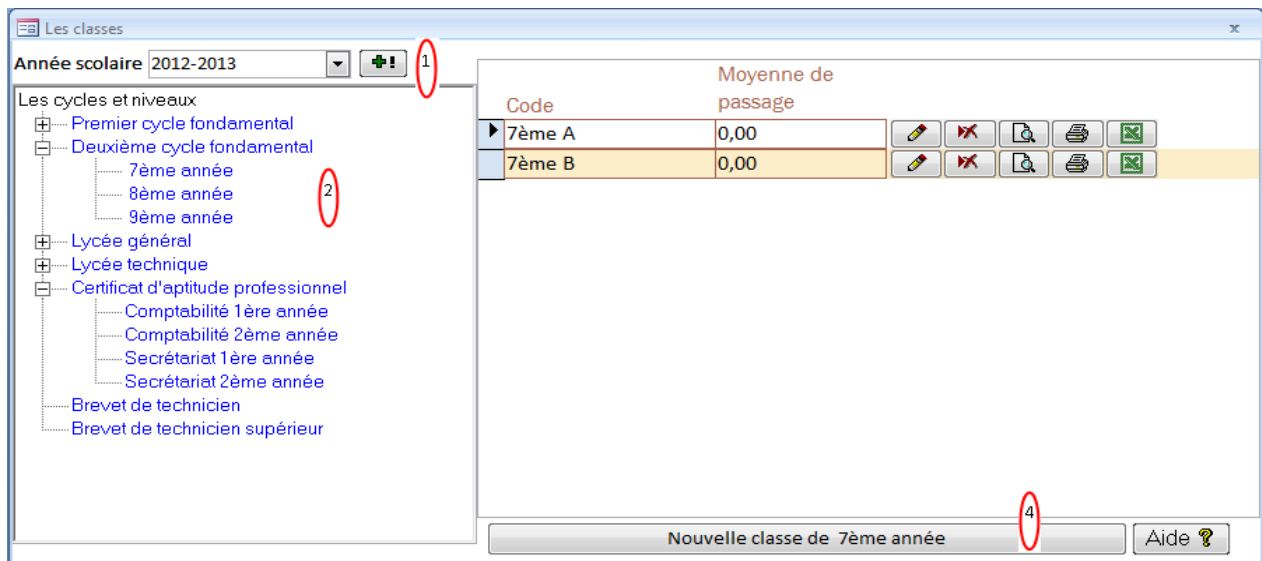 Les classes
x
Année scolaire 2012-2013
+! 1
Les cycles et niveaux
Premier cycle fondamental
Deuxième cycle fondamental
7ème année
8ème année
2
9ème année
Lycée général
Lycée technique
Certificat d'aptitude professionnel
Comptabilité 1ère année
Comptabilité 2ème année
Secrétariat 1ère année
Secrétariat 2ème année
Brevet de technicien
Brevet de technicien supérieur
Code Moyenne de
passage
7ème A 0,00
7ème B 0,00
4
Nouvelle classe de 7ème année
Aide ?